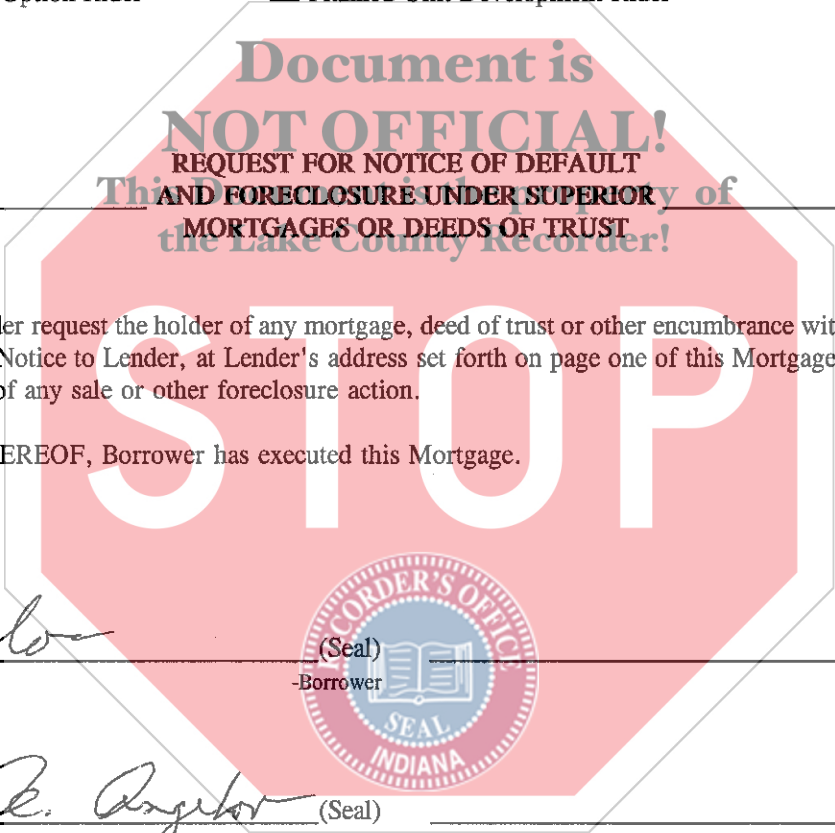 Document is
NOT OFFICIAL!
REQUEST FOR NOTICE OF DEFAULT
This Document is the property of
AND FORECLOSURE UNDER SUPERIOR
MORTGAGES OR DEEDS OF TRUST
the Lake County Recorder!
er request the holder of any mortgage, deed of trust or other encumbrance wit
Notice to Lender, at Lender's address set forth on page one of this Mortgage
of any sale or other foreclosure action.
EREOF, Borrower has executed this Mortgage.
STOP
(Seal)
-Borrower
RECORDER'S OFFICE
SEAL
INDIANA
(Seal)